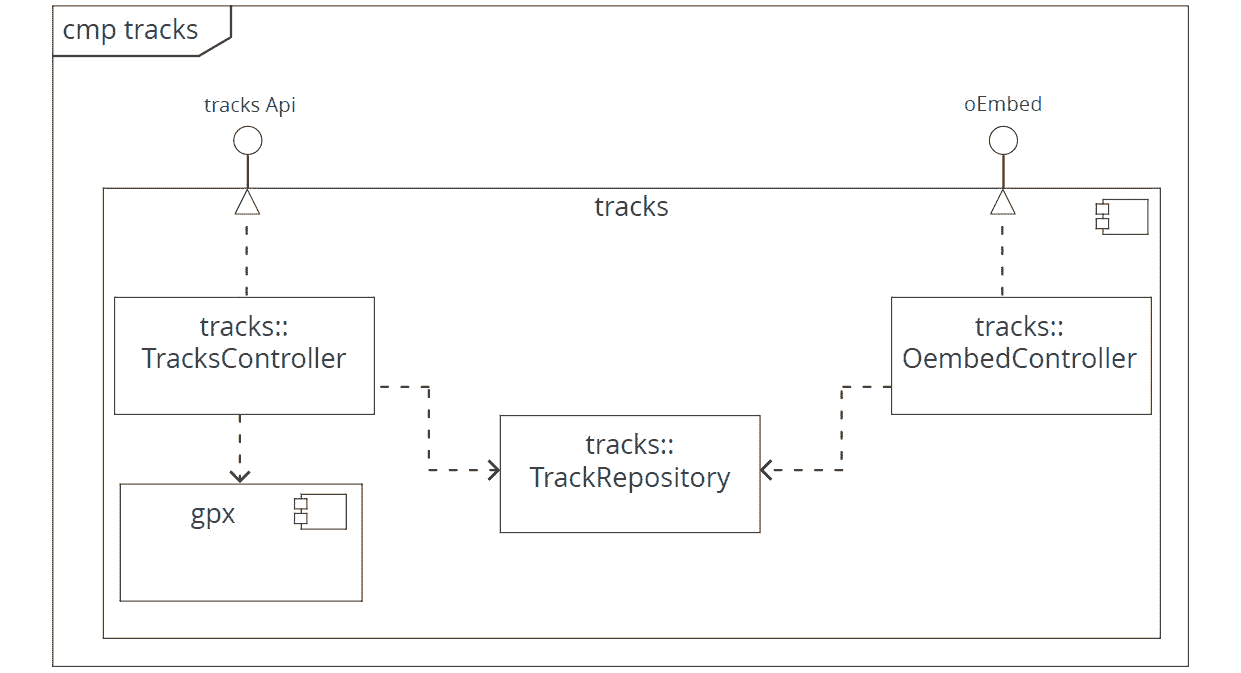 cmp tracks
tracks Api
oEmbed
tracks
tracks::
TracksController
tracks::
OembedController
tracks::
TrackRepository
gpx